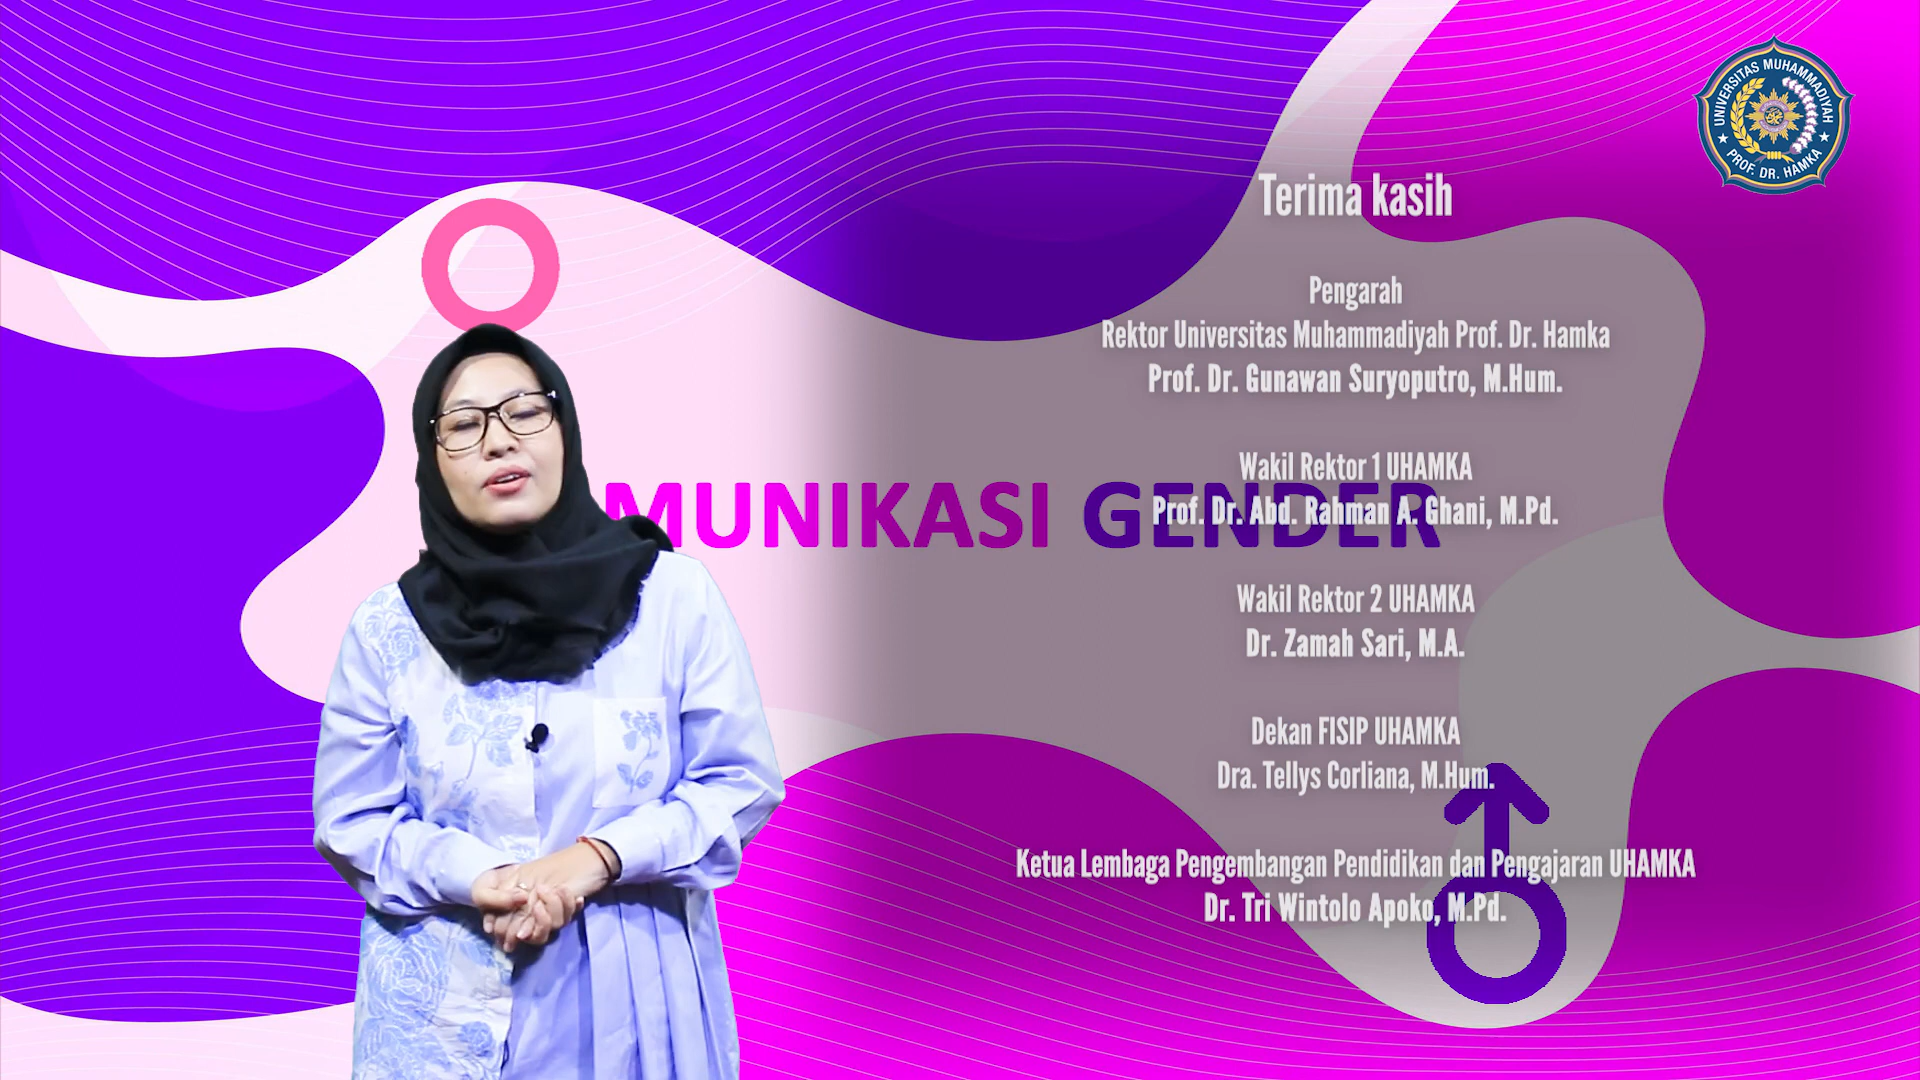 UNIVERSITAS MUHAMMADIYAH
PROF. DR. HAMKA
Terima kasih
Pengarah
Rektor Universitas Muhammadiyah Prof. Dr. Hamka
Prof. Dr. Gunawan Suryoputro, M.Hum.
Wakil Rektor 1 UHAMKA
MUNIKASI GENDER
Prof. Dr. Abd. Rahman A. Ghani, M.Pd.
Wakil Rektor 2 UHAMKA
Dr. Zamah Sari, M.A.
Dekan FISIP UHAMKA
Dra. Tellys Corliana, M.Hum.
Ketua Lembaga Pengembangan Pendidikan dan Pengajaran UHAMKA
Dr. Tri Wintolo Apoko, M.Pd.